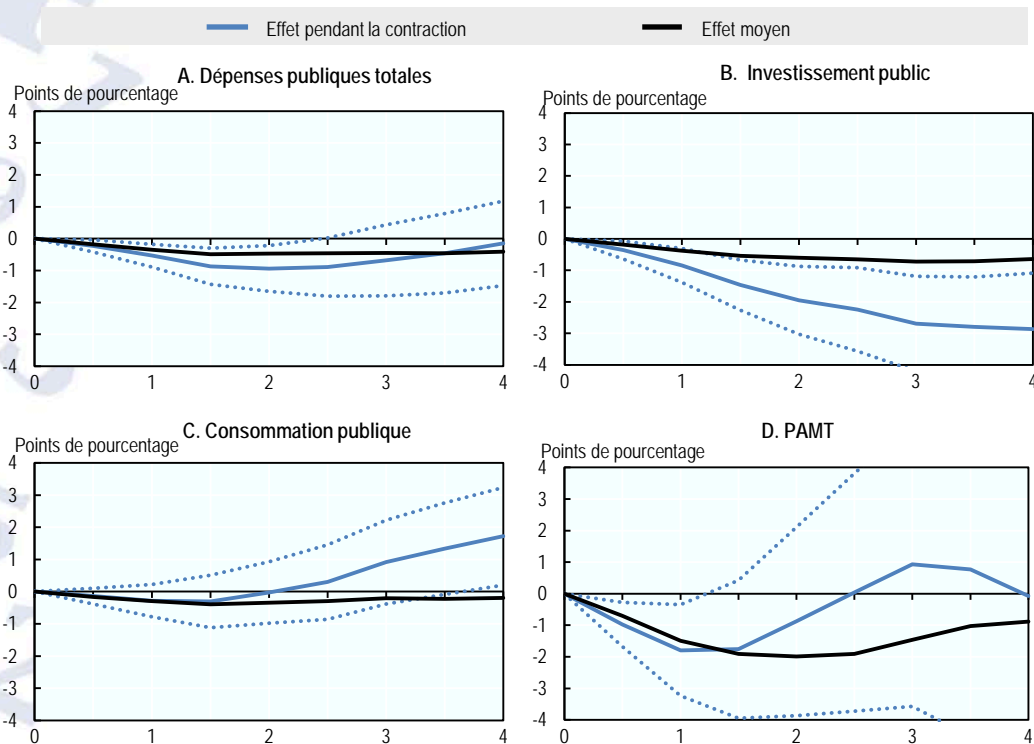 Effet pendant la contraction
Effet moyen
A. Dépenses publiques totales
Points de pourcentage
4
3
2
1
0
-1
-2
-3
-4
0 1 2 3 4
B. Investissement public
Points de pourcentage
4
3
2
1
0
-1
-2
-3
-4
0 1 2 3 4
C. Consommation publique
Points de pourcentage
4
3
2
1
0
-1
-2
-3
-4
0 1 2 3 4
D. PAMT
Points de pourcentage
4
3
2
1
0
-1
-2
-3
-4
0 1 2 3 4